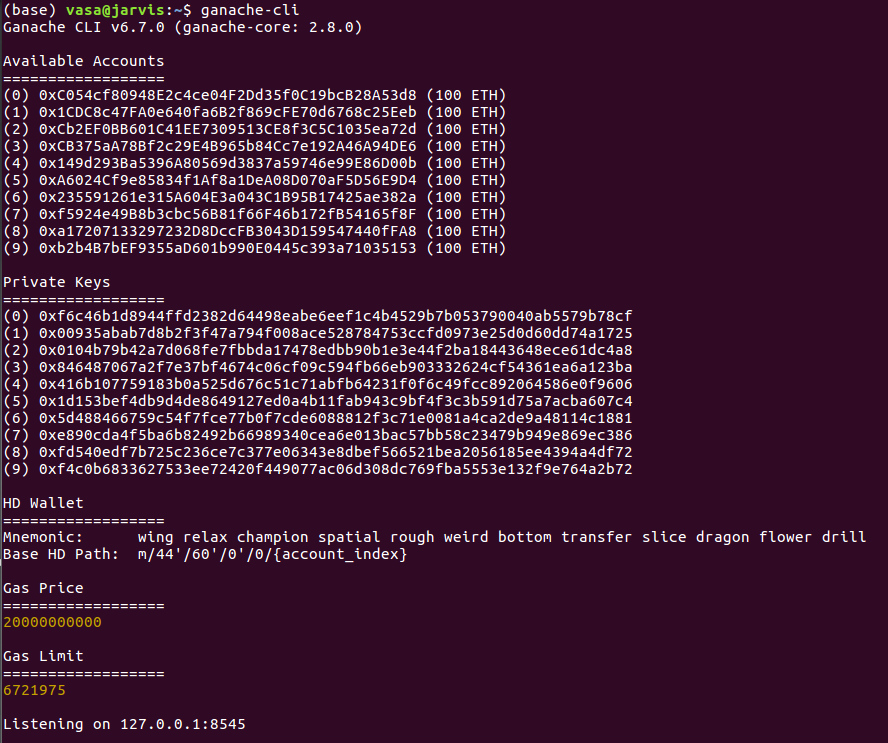 (base) vasa@jarvis:~$ ganache-cli
Ganache CLI v6.7.0 (ganache-core: 2.8.0)
Available Accounts
==================
(0) 0xC054cf80948E2c4ce04F2Dd35f0C19bcB28A53d8 (100 ETH)
(1) 0x1CDC8c47FA0e640fa6B2f869cFE70d6768c25Eeb (100 ETH)
(2) 0xCb2EF0BB601C41EE7309513CE8f3C5C1035ea72d (100 ETH)
(3) 0xCB375aA78Bf2c29E4B965b84Cc7e192A46A94DE6 (100 ETH)
(4) 0x149d293Ba5396A80569d3837a59746e99E86D00b (100 ETH)
(5) 0xA6024Cf9e85834f1Af8a1DeA08D070aF5D56E9D4 (100 ETH)
(6) 0x235591261e315A604E3a043C1B95B17425ae382a (100 ETH)
(7) 0xf5924e49B8b3cbc56B81f66F46b172fB54165f8F (100 ETH)
(8) 0xa17207133297232D8DccFB3043D159547440fFA8 (100 ETH)
(9) 0xb2b4B7bEF9355aD601b990E0445c393a71035153 (100 ETH)
Private Keys
==================
(0) 0xf6c46b1d8944ffd2382d64498eabe6eef1c4b4529b7b053790040ab5579b78cf
(1) 0x00935abab7d8b2f3f47a794f008ace528784753ccfd0973e25d0d60dd74a1725
(2) 0x0104b79b42a7d068fe7fbbda17478edbb90b1e3e44f2ba18443648ece61dc4a8
(3) 0x846487067a2f7e37bf4674c06cf09c594fb66eb903332624cf54361ea6a123ba
(4) 0x416b107759183b0a525d676c51c71abfb64231f0f6c49fcc892064586e0f9606
(5) 0x1d153bef4db9d4de8649127ed0a4b11fab943c9bf4f3c3b591d75a7acba607c4
(6) 0x5d488466759c54f7fce77b0f7cde6088812f3c71e0081a4ca2de9a48114c1881
(7) 0xe890cda4f5ba6b82492b66989340cea6e013bac57bb58c23479b949e869ec386
(8) 0xfd540edf7b725c236ce7c377e06343e8dbef566521bea2056185ee4394a4df72
(9) 0xf4c0b6833627533ee72420f449077ac06d308dc769fba5553e132f9e764a2b72
HD Wallet
==================
Mnemonic:      wing relax champion spatial rough weird bottom transfer slice dragon flower drill
Base HD Path:  m/44'/60'/0'/0/{account_index}
Gas Price
==================
20000000000
Gas Limit
==================
6721975
Listening on 127.0.0.1:8545